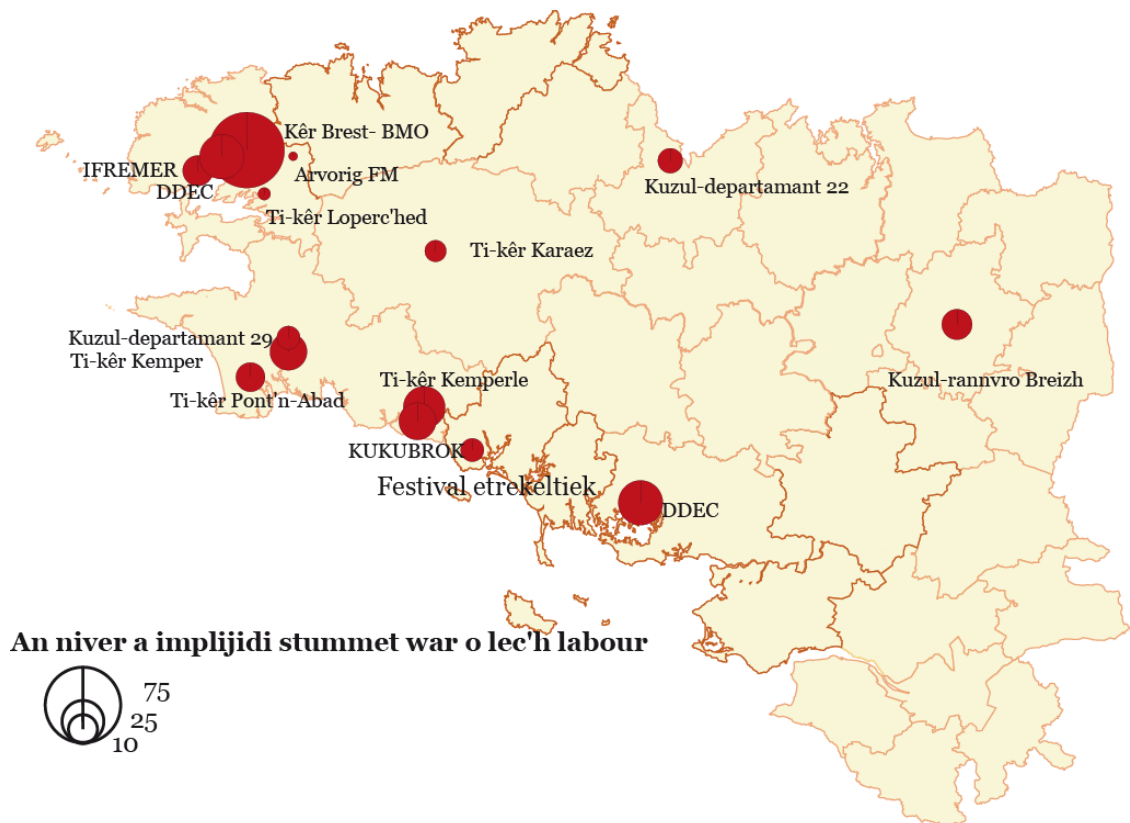 Kêr Brest- BMO
IFREMER
Arvorig FM
DDEC
Kuzul-departamant 22
Ti-kêr Loperc'hed
Ti-kêr Karaez
Kuzul-departamant 29
Ti-kêr Kemper
Ti-kêr Kemperle
Kuzul-rannvro Breizh
Ti-kêr Pont'n-Abad
KUKUBROK
Festival etrekeltiek
DDEC
An niver a implijidi stummet war o lec'h labour
75
25
10